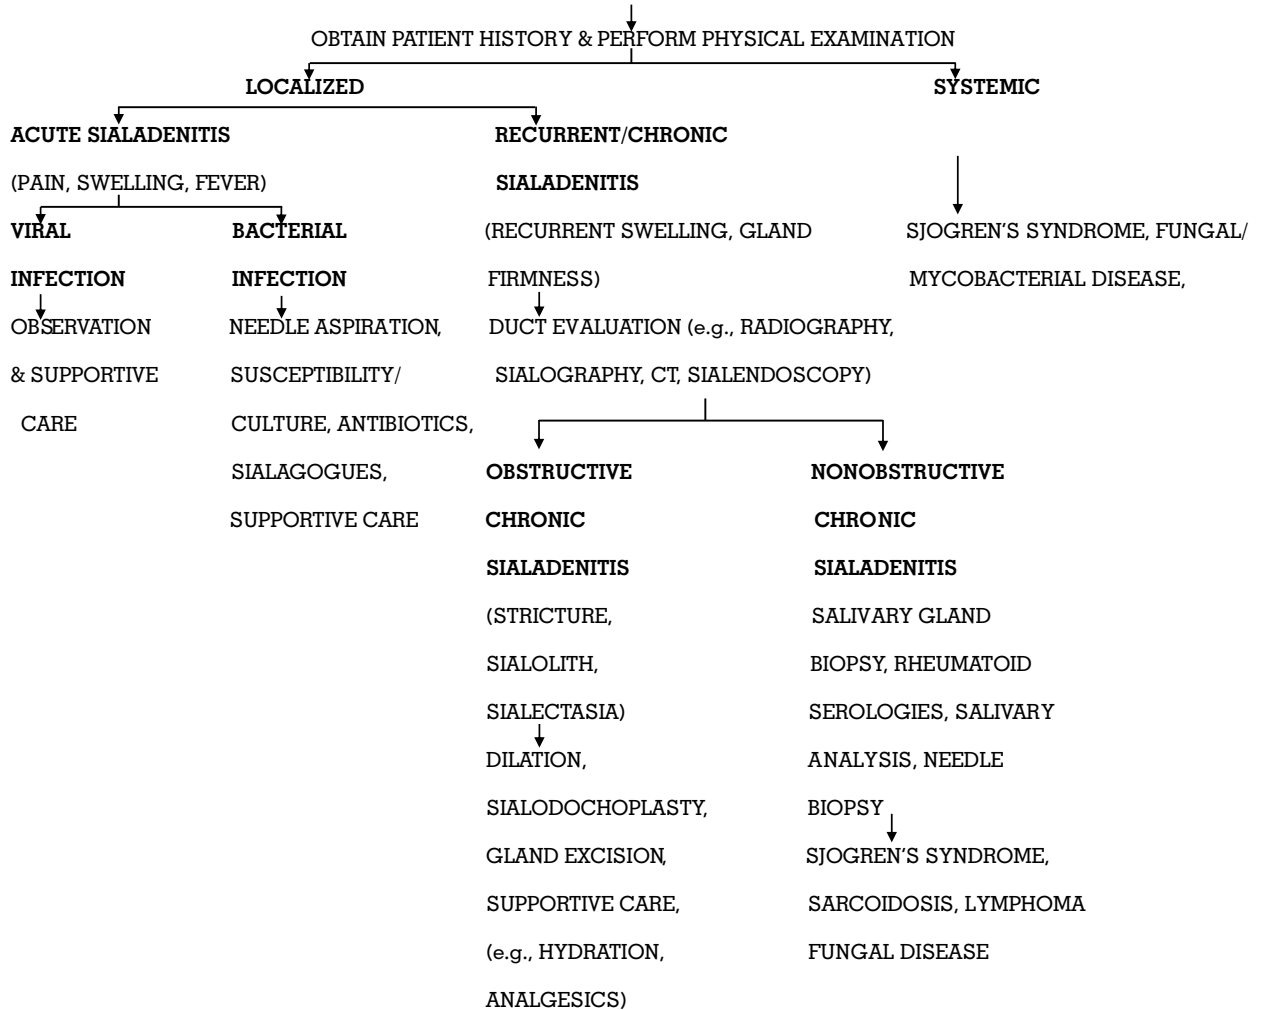 OBTAIN PATIENT HISTORY & PERFORM PHYSICAL EXAMINATION
LOCALIZED
SYSTEMIC
ACUTE SIALADENITIS
(PAIN, SWELLING, FEVER)
VIRAL
INFECTION
OBSERVATION
& SUPPORTIVE
CARE
BACTERIAL
INFECTION
NEEDLE ASPIRATION,
SUSCEPTIBILITY/
CULTURE, ANTIBIOTICS,
SIALAGOGUES,
SUPPORTIVE CARE
RECURRENT/CHRONIC
SIALADENITIS
(RECURRENT SWELLING, GLAND
FIRMNESS)
DUCT EVALUATION (e.g., RADIOGRAPHY,
SIALOGRAPHY, CT, SIALENDOSCOPY)
OBSTRUCTIVE
CHRONIC
SIALADENITIS
(STRICTURE,
SIALOLITH,
SIALECTASIA)
DILATION,
SIALODOCHOPLASTY,
GLAND EXCISION,
SUPPORTIVE CARE,
(e.g., HYDRATION,
ANALGESICS)
NONOBSTRUCTIVE
CHRONIC
SIALADENITIS
SALIVARY GLAND
BIOPSY, RHEUMATOID
SEROLOGIES, SALIVARY
ANALYSIS, NEEDLE
BIOPSY
SJOGREN'S SYNDROME,
SARCOIDOSIS, LYMPHOMA
FUNGAL DISEASE
SJOGREN'S SYNDROME, FUNGAL/
MYCOBACTERIAL DISEASE,